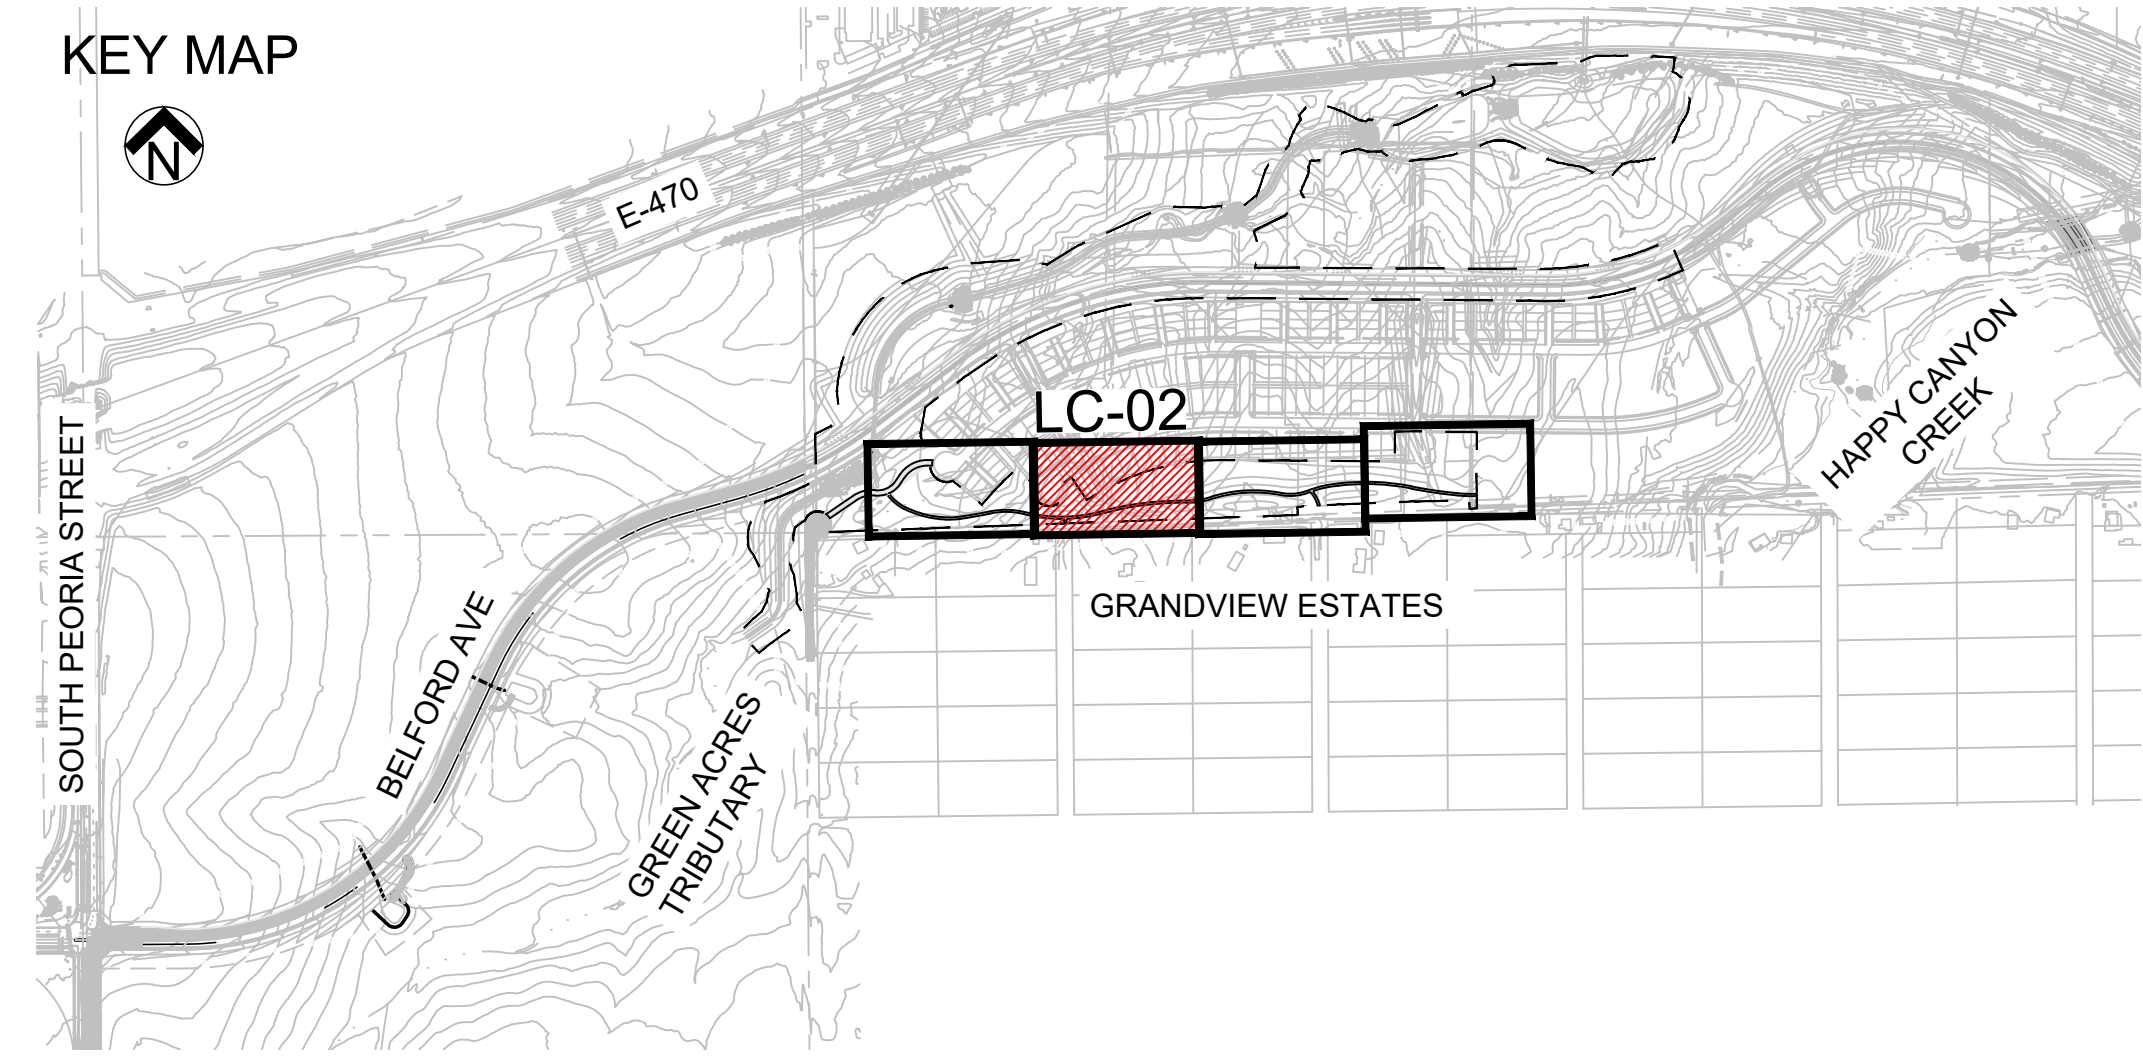 KEY MAP
N
E-470
LC-02
HAPPY CANYON
CREEK
SOUTH PEORIA STREET
BELFORD AVE
GRANDVIEW ESTATES
GREEN ACRES
TRIBUTARY